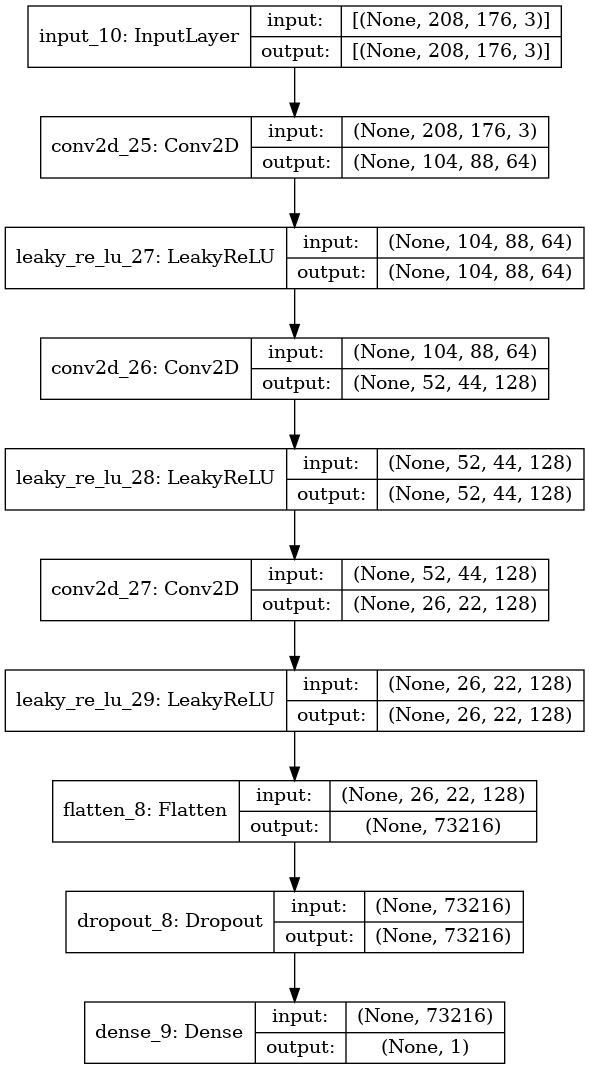 input_10: InputLayer
input: [(None, 208, 176, 3)]
output: [(None, 208, 176, 3)]
conv2d_25: Conv2D
input: (None, 208, 176, 3)
output: (None, 104, 88, 64)
leaky_re_lu_27: LeakyReLU
input: (None, 104, 88, 64)
output: (None, 104, 88, 64)
conv2d_26: Conv2D
input: (None, 104, 88, 64)
output: (None, 52, 44, 128)
leaky_re_lu_28: LeakyReLU
input: (None, 52, 44, 128)
output: (None, 52, 44, 128)
conv2d_27: Conv2D
input: (None, 52, 44, 128)
output: (None, 26, 22, 128)
leaky_re_lu_29: LeakyReLU
input: (None, 26, 22, 128)
output: (None, 26, 22, 128)
flatten_8: Flatten
input: (None, 26, 22, 128)
output: (None, 73216)
dropout_8: Dropout
input: (None, 73216)
output: (None, 73216)
dense_9: Dense
input: (None, 73216)
output: (None, 1)